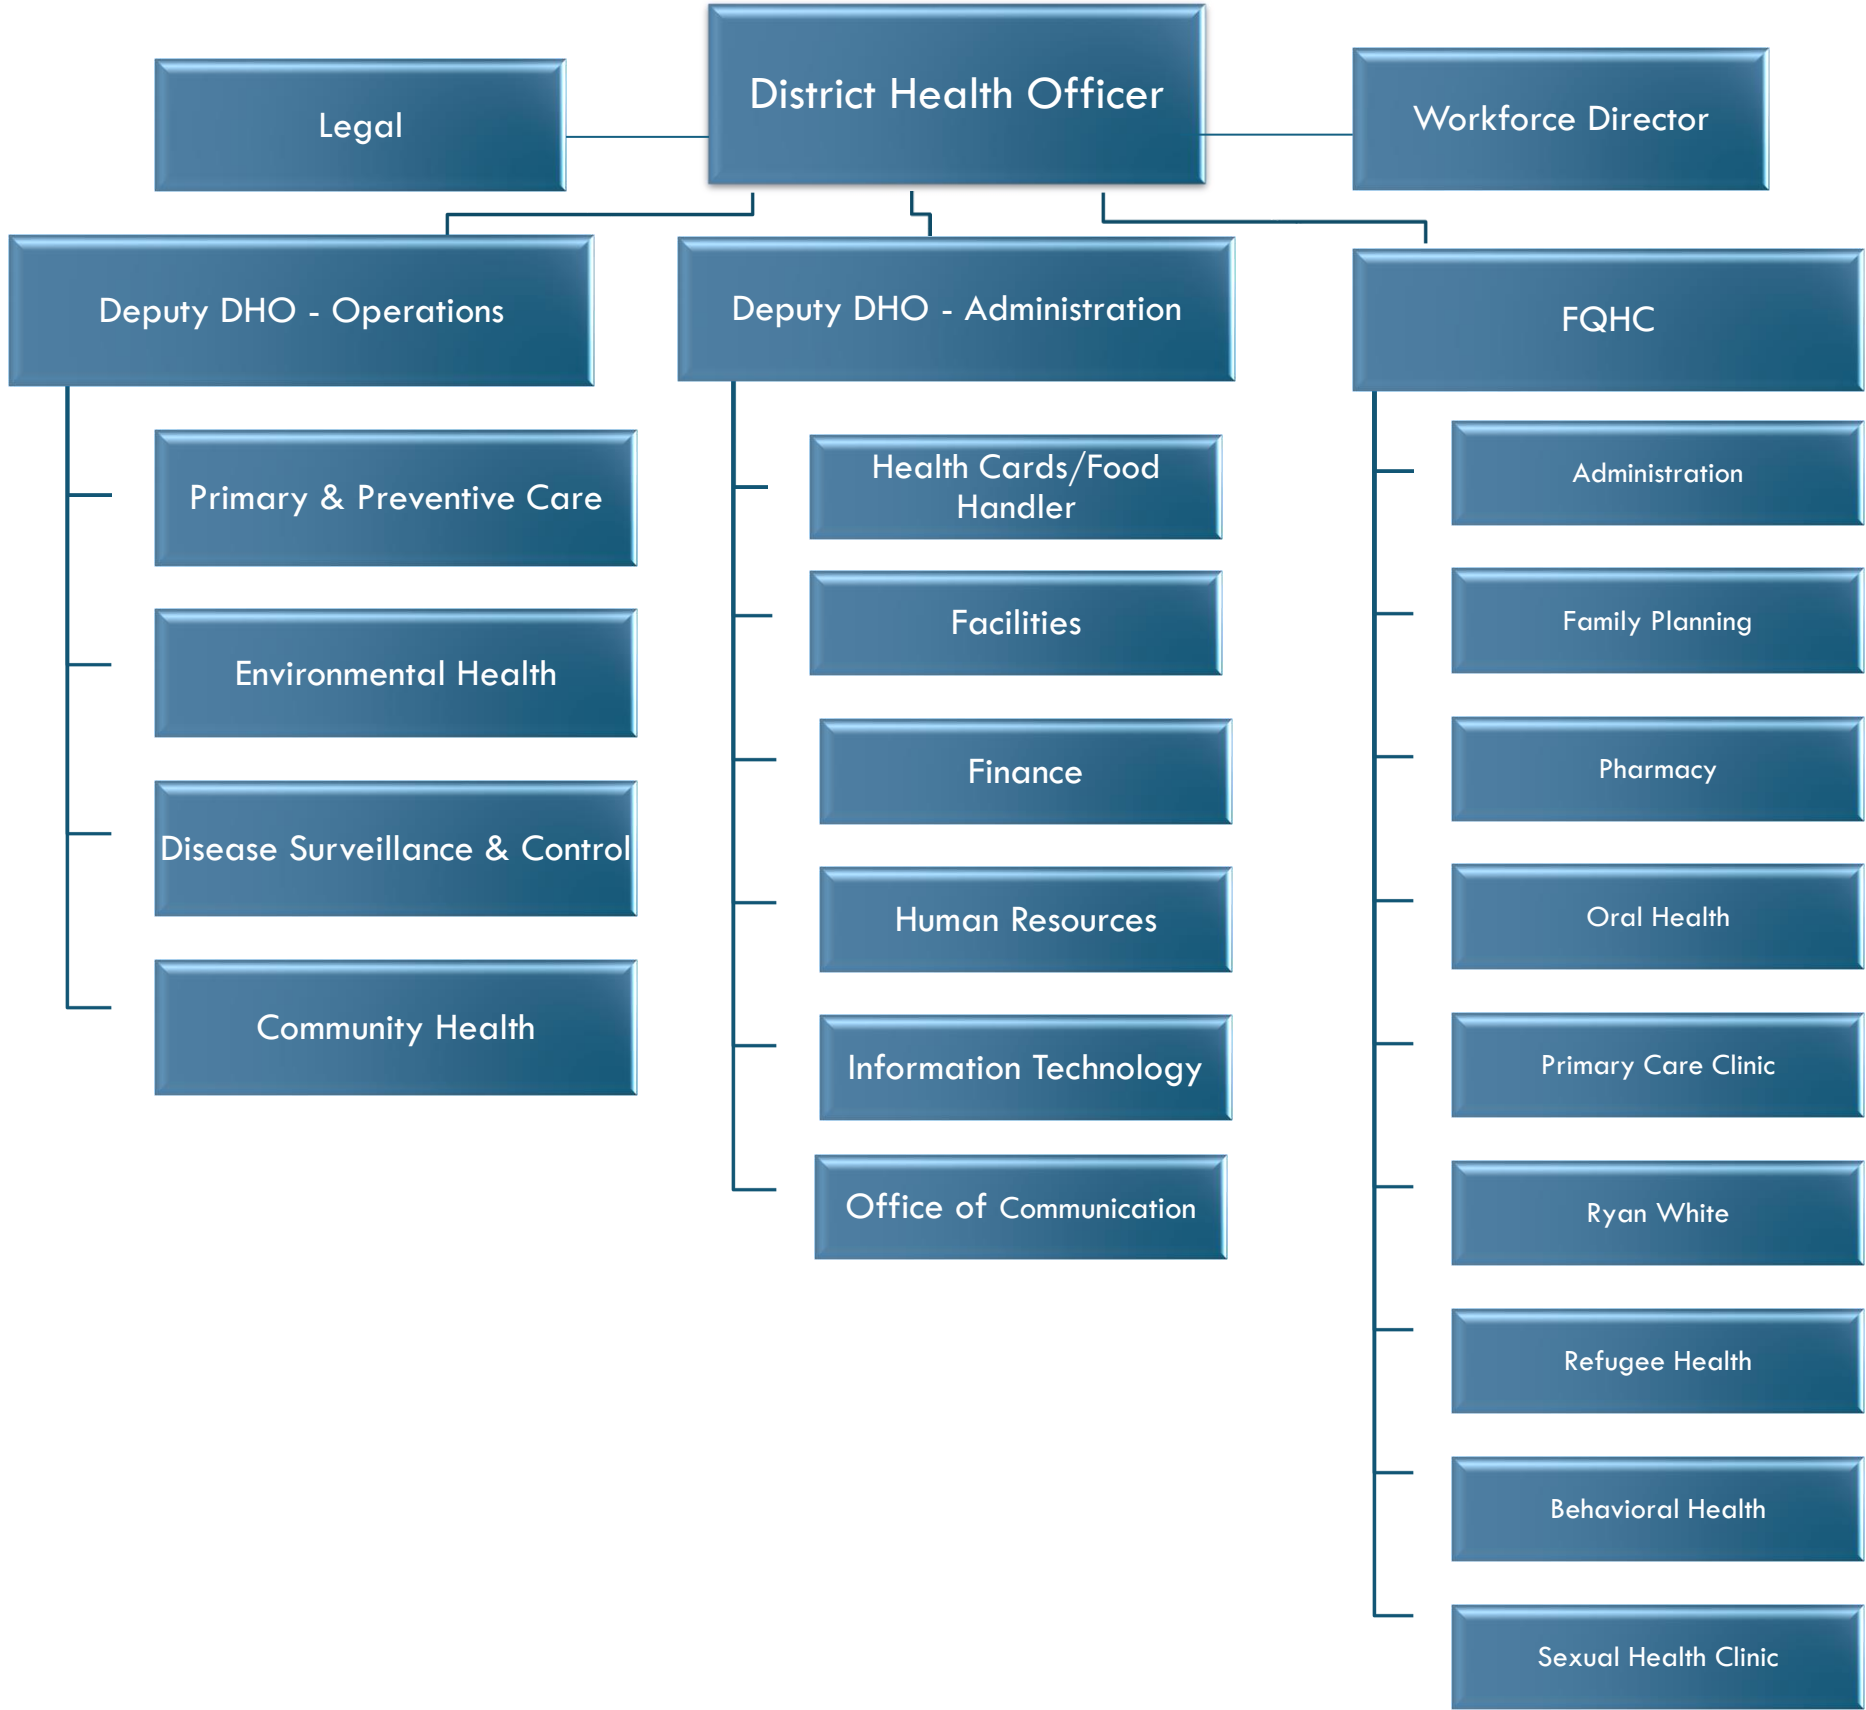 District Health Officer
Legal
Workforce Director
Deputy DHO - Operations
Primary & Preventive Care
Environmental Health
Disease Surveillance & Control
Community Health
Deputy DHO - Administration
Health Cards/Food
Handler
Facilities
Finance
Human Resources
Information Technology
Office of Communication
FQHC
Administration
Family Planning
Pharmacy
Oral Health
Primary Care Clinic
Ryan White
Refugee Health
Behavioral Health
Sexual Health Clinic